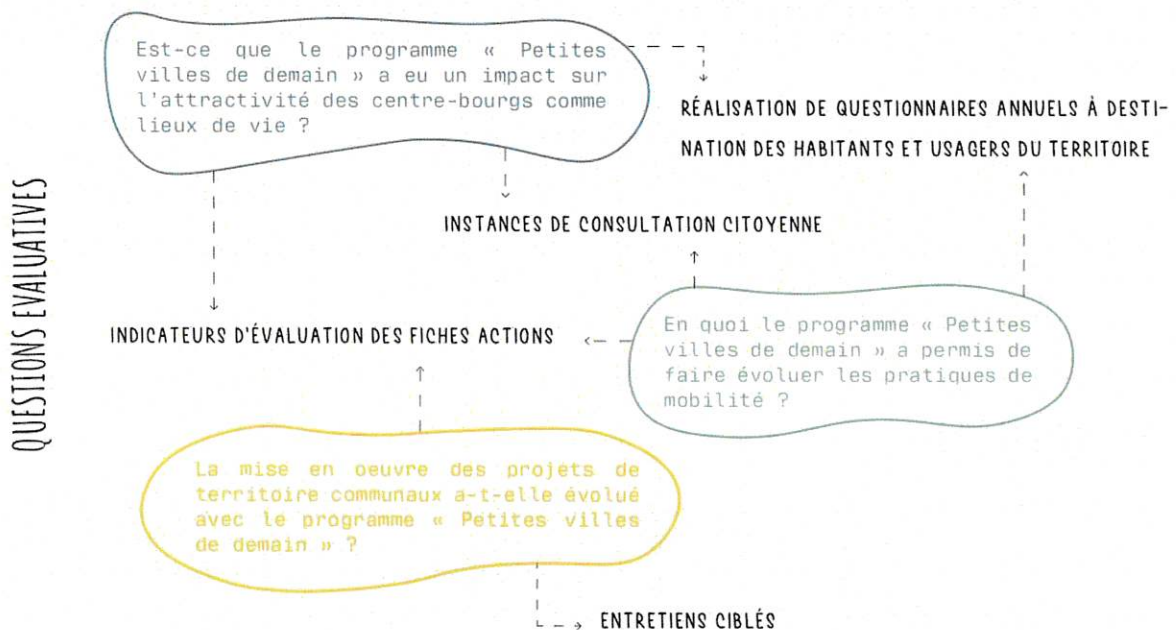 QUESTIONS EVALUATIVES
Est-ce que le programme « Petites
villes de demain » a eu un impact sur
l'attractivité des centre-bourgs comme
lieux de vie ?
RÉALISATION DE QUESTIONNAIRES ANNUELS À DESTI-
NATION DES HABITANTS ET USAGERS DU TERRITOIRE
INSTANCES DE CONSULTATION CITOYENNE
INDICATEURS D'ÉVALUATION DES FICHES ACTIONS
En quoi le programme « Petites
villes de demain » a permis de
faire évoluer les pratiques de
mobilité ?
La mise en oeuvre des projets de
territoire communaux a-t-elle évolué
avec le programme « Petites villes
de demain » ?
ENTRETIENS CIBLÉS